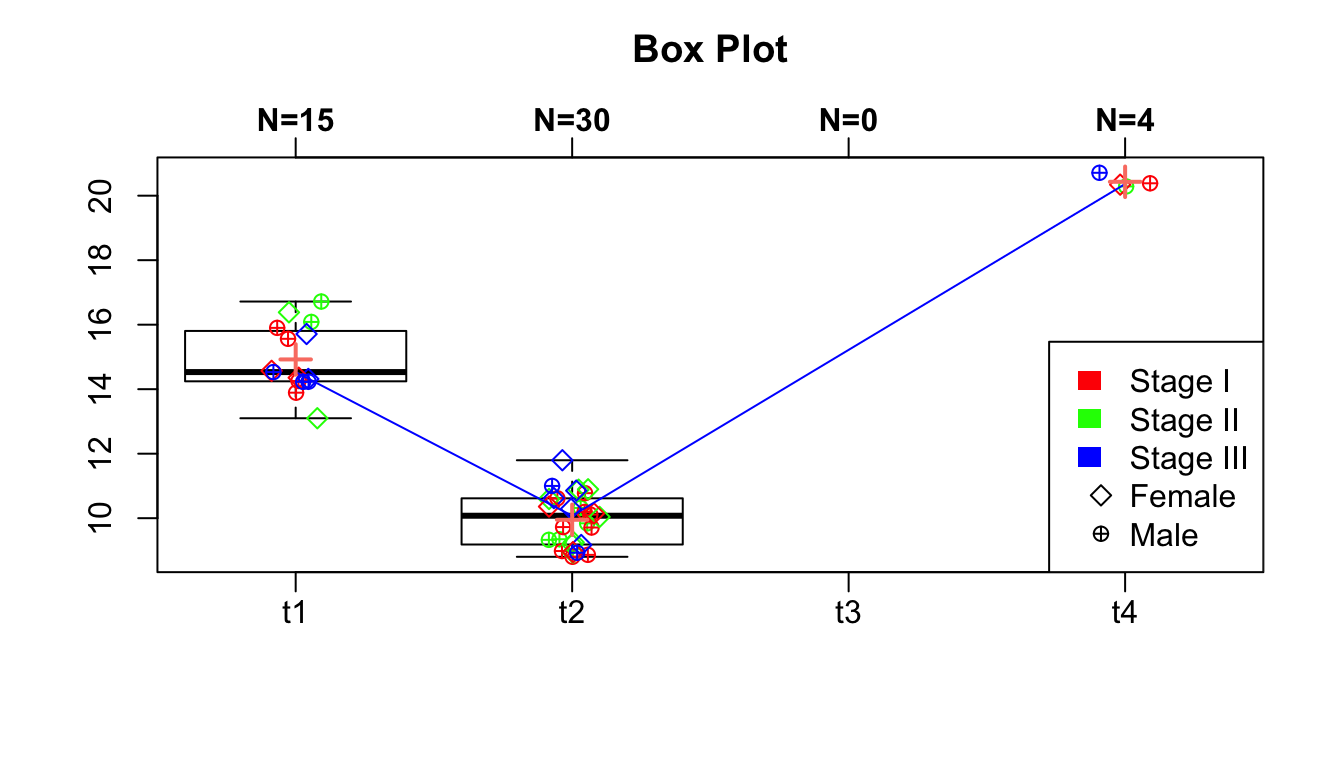 Box Plot
N=15 N=30 N=0 N=4
20
18
16
14
12
10
Stage I
Stage II
Stage III
Female
Male
t1 t2 t3 t4